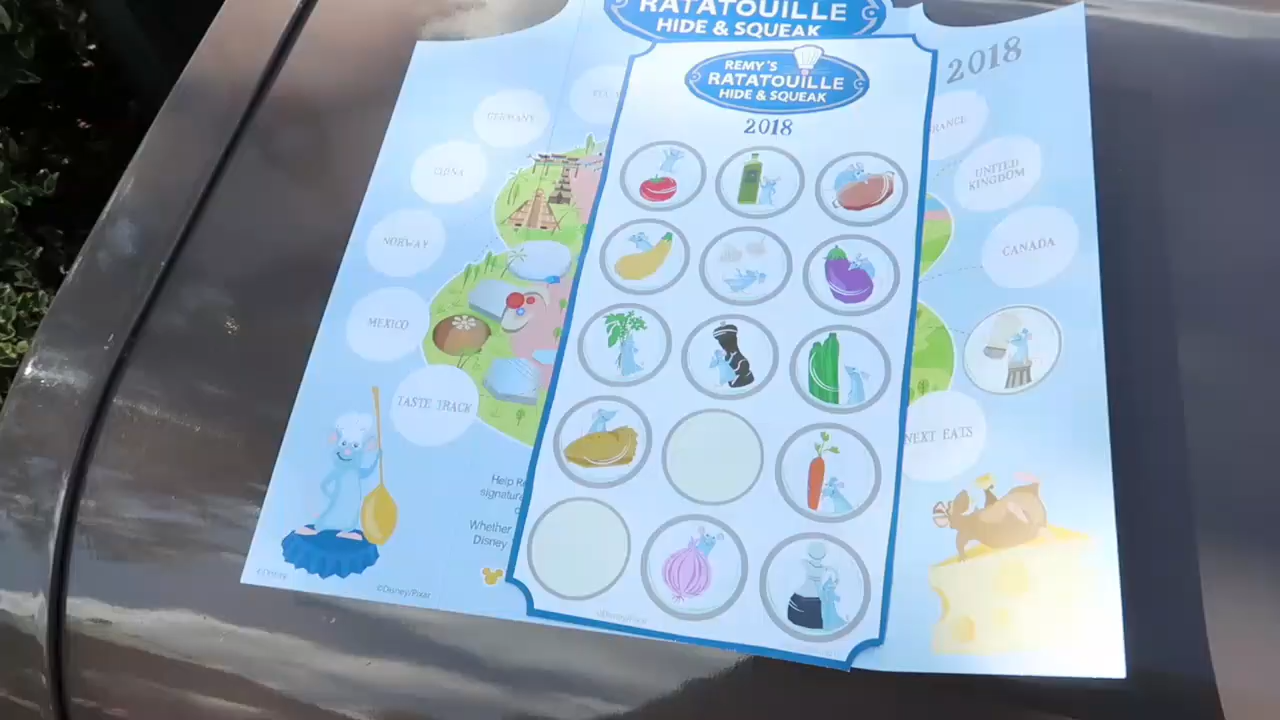 RATATOUILLE
HIDE & SQUEAK
REMY'S
RATATOUILLE
HIDE & SQUEAK
2018
2018
GERMANY
CHINA
NORWAY
MEXICO
TASTE TRACK
UNITED
KINGDOM
CANADA
NEXT EATS
Help
signature
Whether
Disney
©Disney/Pixar